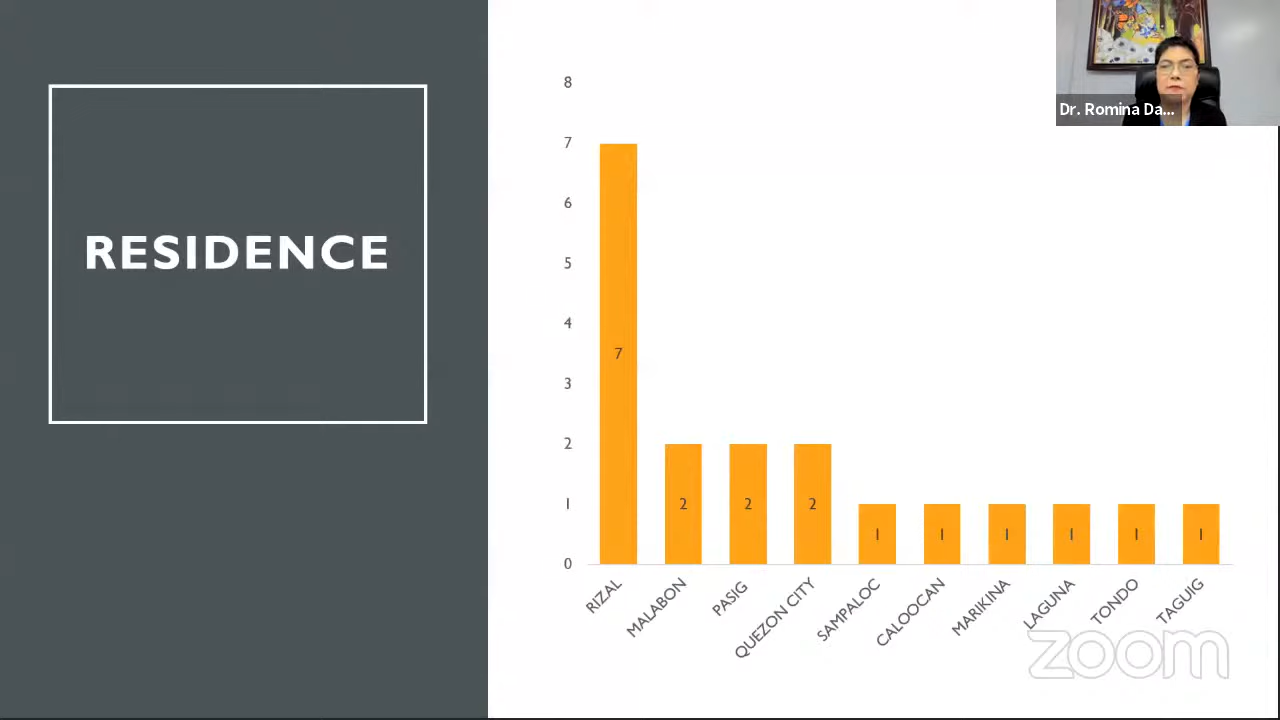 RESIDENCE
Dr. Romina Da...
8
7
6
5
4
3
2
1
0
7
2
2
2
1
1
1
1
1
1
RIZAL
MALABON
PASIG
QUEZON CITY
SAMPALOC
CALOOCAN
MARIKINA
LAGUNA
TONDO
TAGUIG
zoom